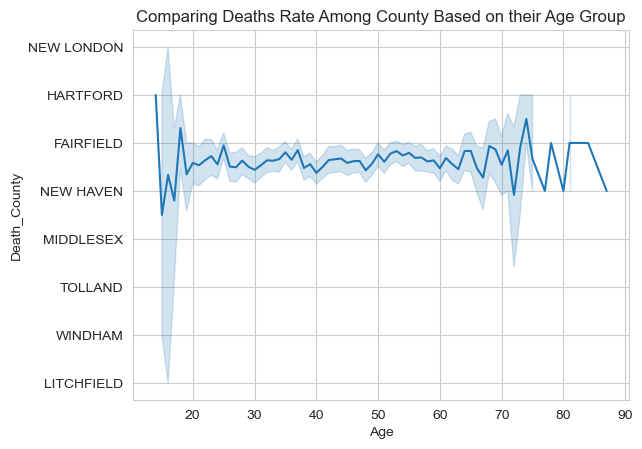 Comparing Deaths Rate Among County Based on their Age Group
NEW LONDON
HARTFORD
FAIRFIELD
NEW HAVEN
MIDDLESEX
TOLLAND
WINDHAM
LITCHFIELD
Death_County
20 30 40 50 60 70 80 90
Age